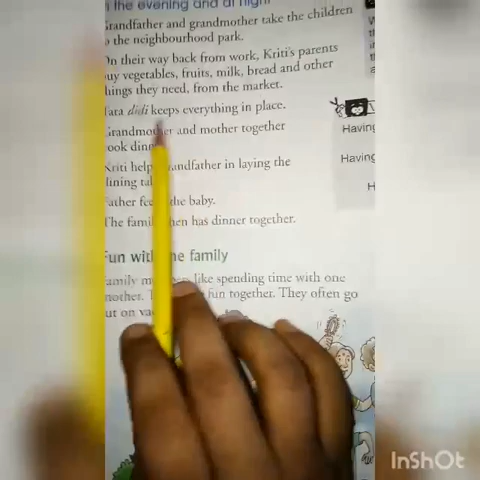 the evening and at night
Grandfather and grandmother take the children
to the neighbourhood park.
On their way back from work, Kriti's parents
buy vegetables, fruits, milk, bread and other
things they need, from the market.
Tara didi keeps everything in place.
Grandmother and mother together
cook dinner
Kriti helps grandfather in laying the
dining
Father feeds the baby.
The family then has dinner together.
Fun with the family
Family members like spending time with one
another. fun together. They often go
out on
Having
Having
H
InShOt